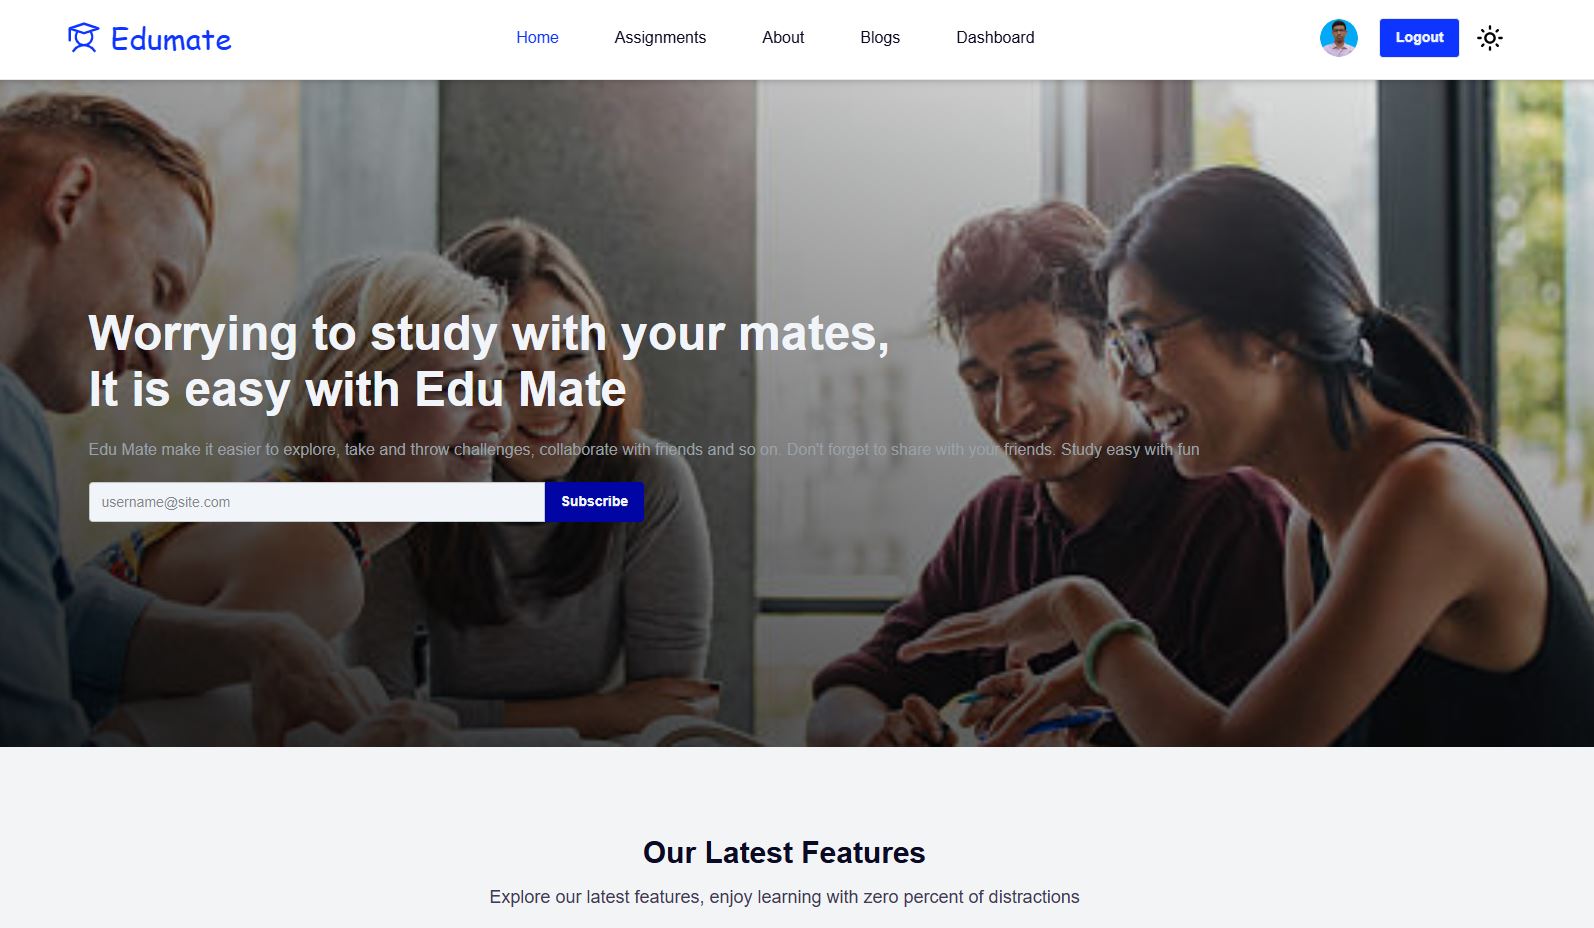 Edumate
Home
Assignments
About
Blogs
Dashboard
Logout
Worrying to study with your mates,
It is easy with Edu Mate
Edu Mate make it easier to explore, take and throw challenges, collaborate with friends and so on. Don't forget to share with your friends. Study easy with fun
username@site.com
Subscribe
Our Latest Features
Explore our latest features, enjoy learning with zero percent of distractions